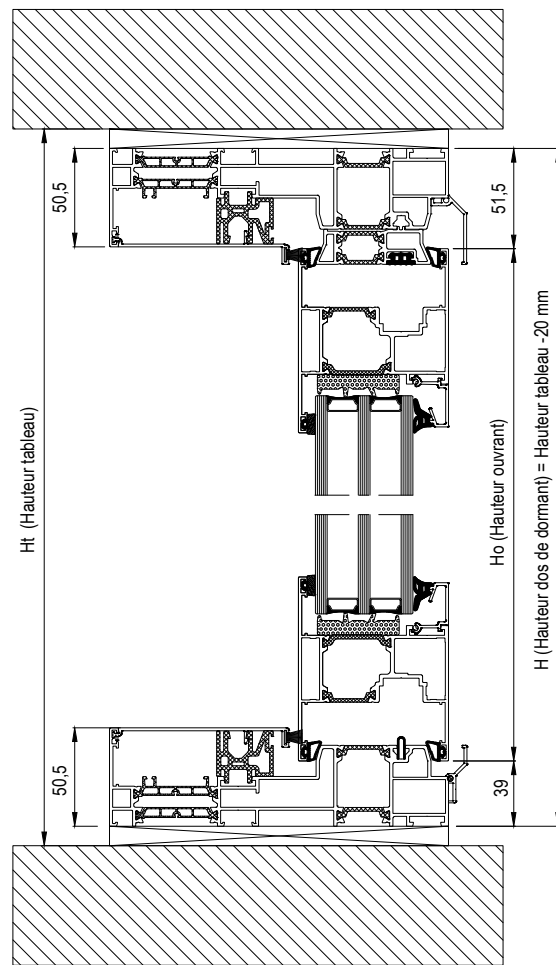 50,5
51,5
Ht (Hauteur tableau)
Ho (Hauteur ouvrant)
H (Hauteur dos de dormant) = Hauteur tableau -20 mm
50,5
39